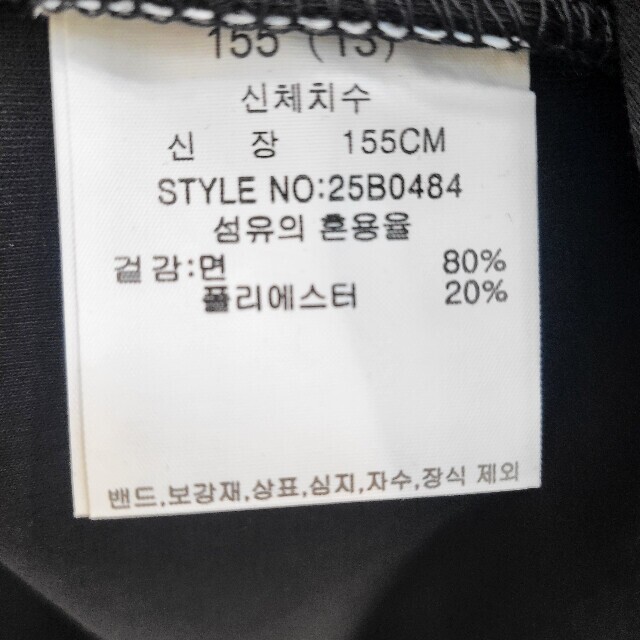 155 (13)
신체치수
신 장 155CM
STYLE NO:25B0484
섬유의 혼용율
겉감:면 80%
폴리에스터 20%
밴드,보강재,상표,심지,자수,장식 제외